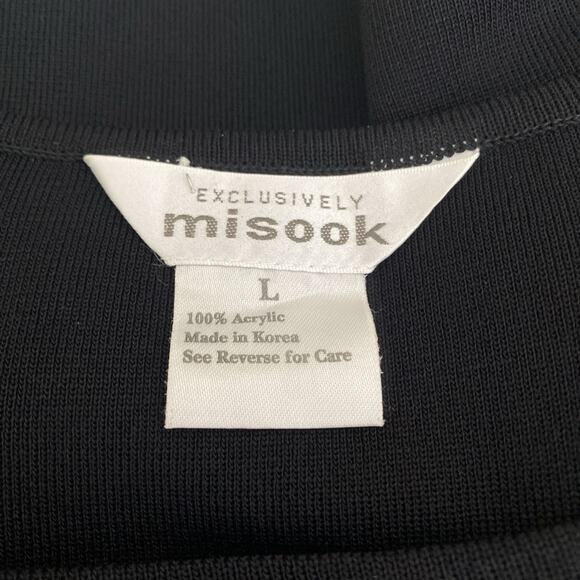 EXCLUSIVELY
misook
L
100% Acrylic
Made in Korea
See Reverse for Care